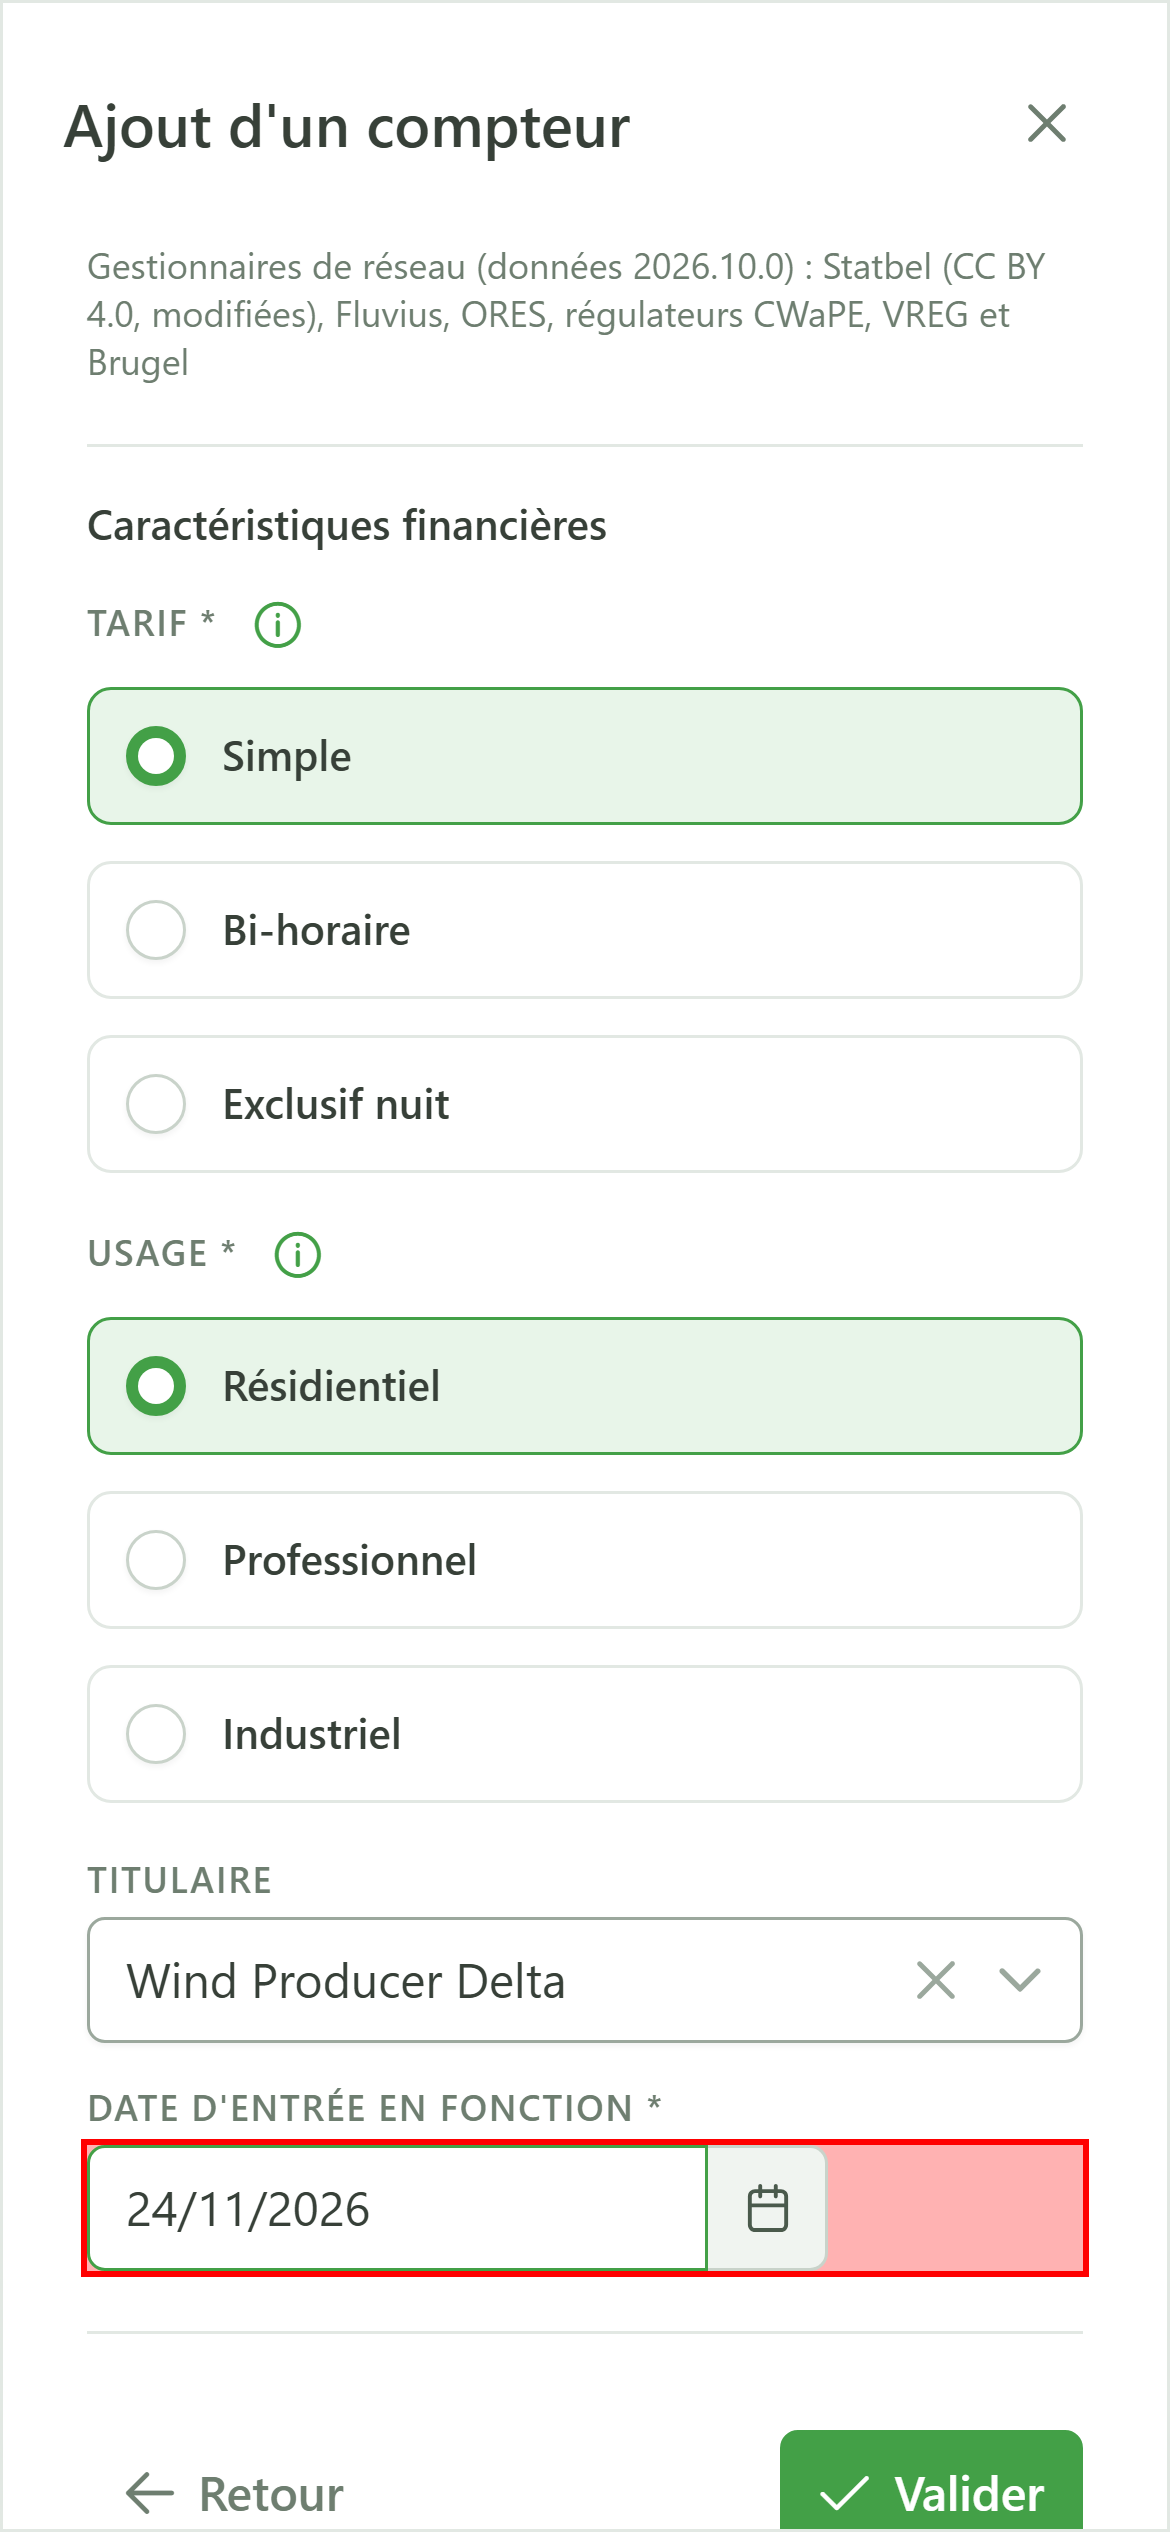 Ajout d'un compteur
Gestionnaires de réseau (données 2026.10.0) : Statbel (CC BY
4.0, modifiées), Fluvius, ORES, régulateurs CWaPE, VREG et
Brugel
Caractéristiques financières
TARIF *
Simple
Bi-horaire
Exclusif nuit
USAGE *
Résidientiel
Professionnel
Industriel
TITULAIRE
Wind Producer Delta
DATE D'ENTRÉE EN FONCTION *
24/11/2026
Retour
Valider